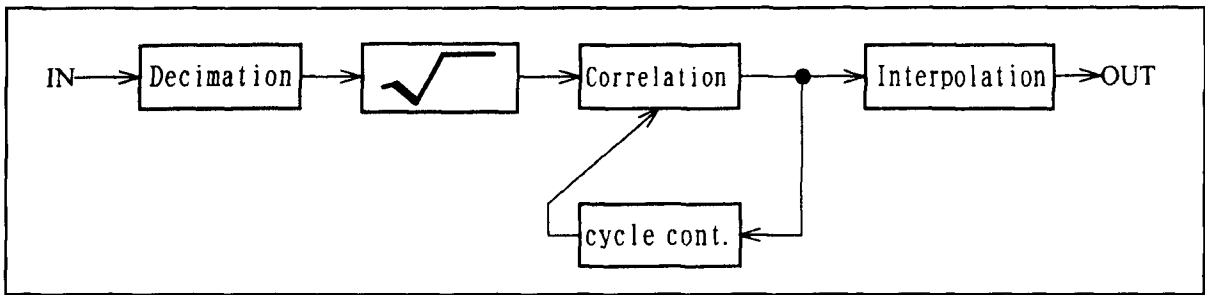 IN
Decimation
√
Correlation
Interpolation
OUT
cycle cont.